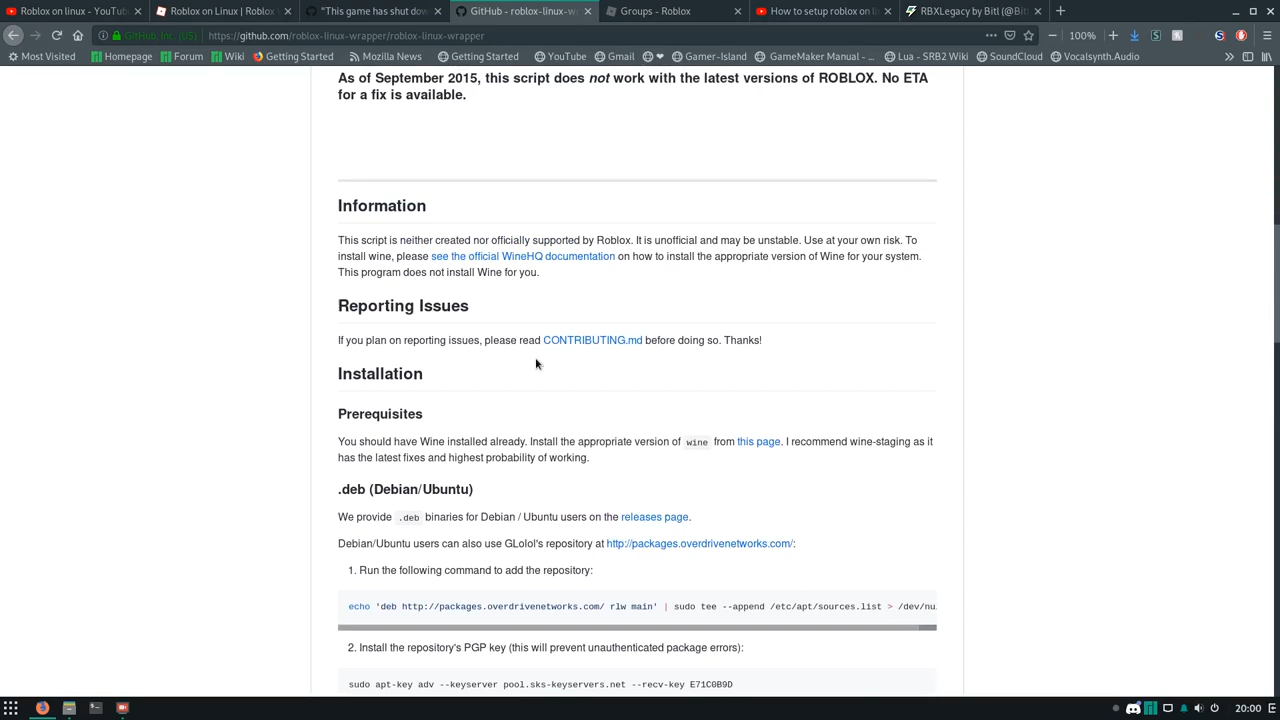 Roblox on linux - YouTu
Roblox on Linux | Roblox
"This game has shut dow
GitHub - roblox-linux-w
Groups - Roblox
How to setup roblox on l
RBXLegacy by Bitl (@Bit
GitHub, Inc. (US)
https://github.com/roblox-linux-wrapper/roblox-linux-wrapper
100%
Most Visited
Homepage
Forum
Wiki
Getting Started
Getting Started
YouTube
Gmail
Gamer-Island
GameMaker Manual - ...
Lua - SRB2 Wiki
SoundCloud
Vocalsynth.Audio
As of September 2015, this script does not work with the latest versions of ROBLOX. No ETA
for a fix is available.
Information
This script is neither created nor officially supported by Roblox. It is unofficial and may be unstable. Use at your own risk. To
install wine, please see the official WineHQ documentation on how to install the appropriate version of Wine for your system.
This program does not install Wine for you.
Reporting Issues
If you plan on reporting issues, please read CONTRIBUTING.md before doing so. Thanks!
Installation
Prerequisites
You should have Wine installed already. Install the appropriate version of wine from this page. I recommend wine-staging as it
has the latest fixes and highest probability of working.
.deb (Debian/Ubuntu)
We provide .deb binaries for Debian / Ubuntu users on the releases page.
Debian/Ubuntu users can also use GLolol's repository at http://packages.overdrivenetworks.com/:
1. Run the following command to add the repository:
echo 'deb http://packages.overdrivenetworks.com/ rlw main' | sudo tee --append /etc/apt/sources.list > /dev/nu
2. Install the repository's PGP key (this will prevent unauthenticated package errors):
sudo apt-key adv --keyserver pool.sks-keyservers.net --recv-key E71C0B9D
20:00